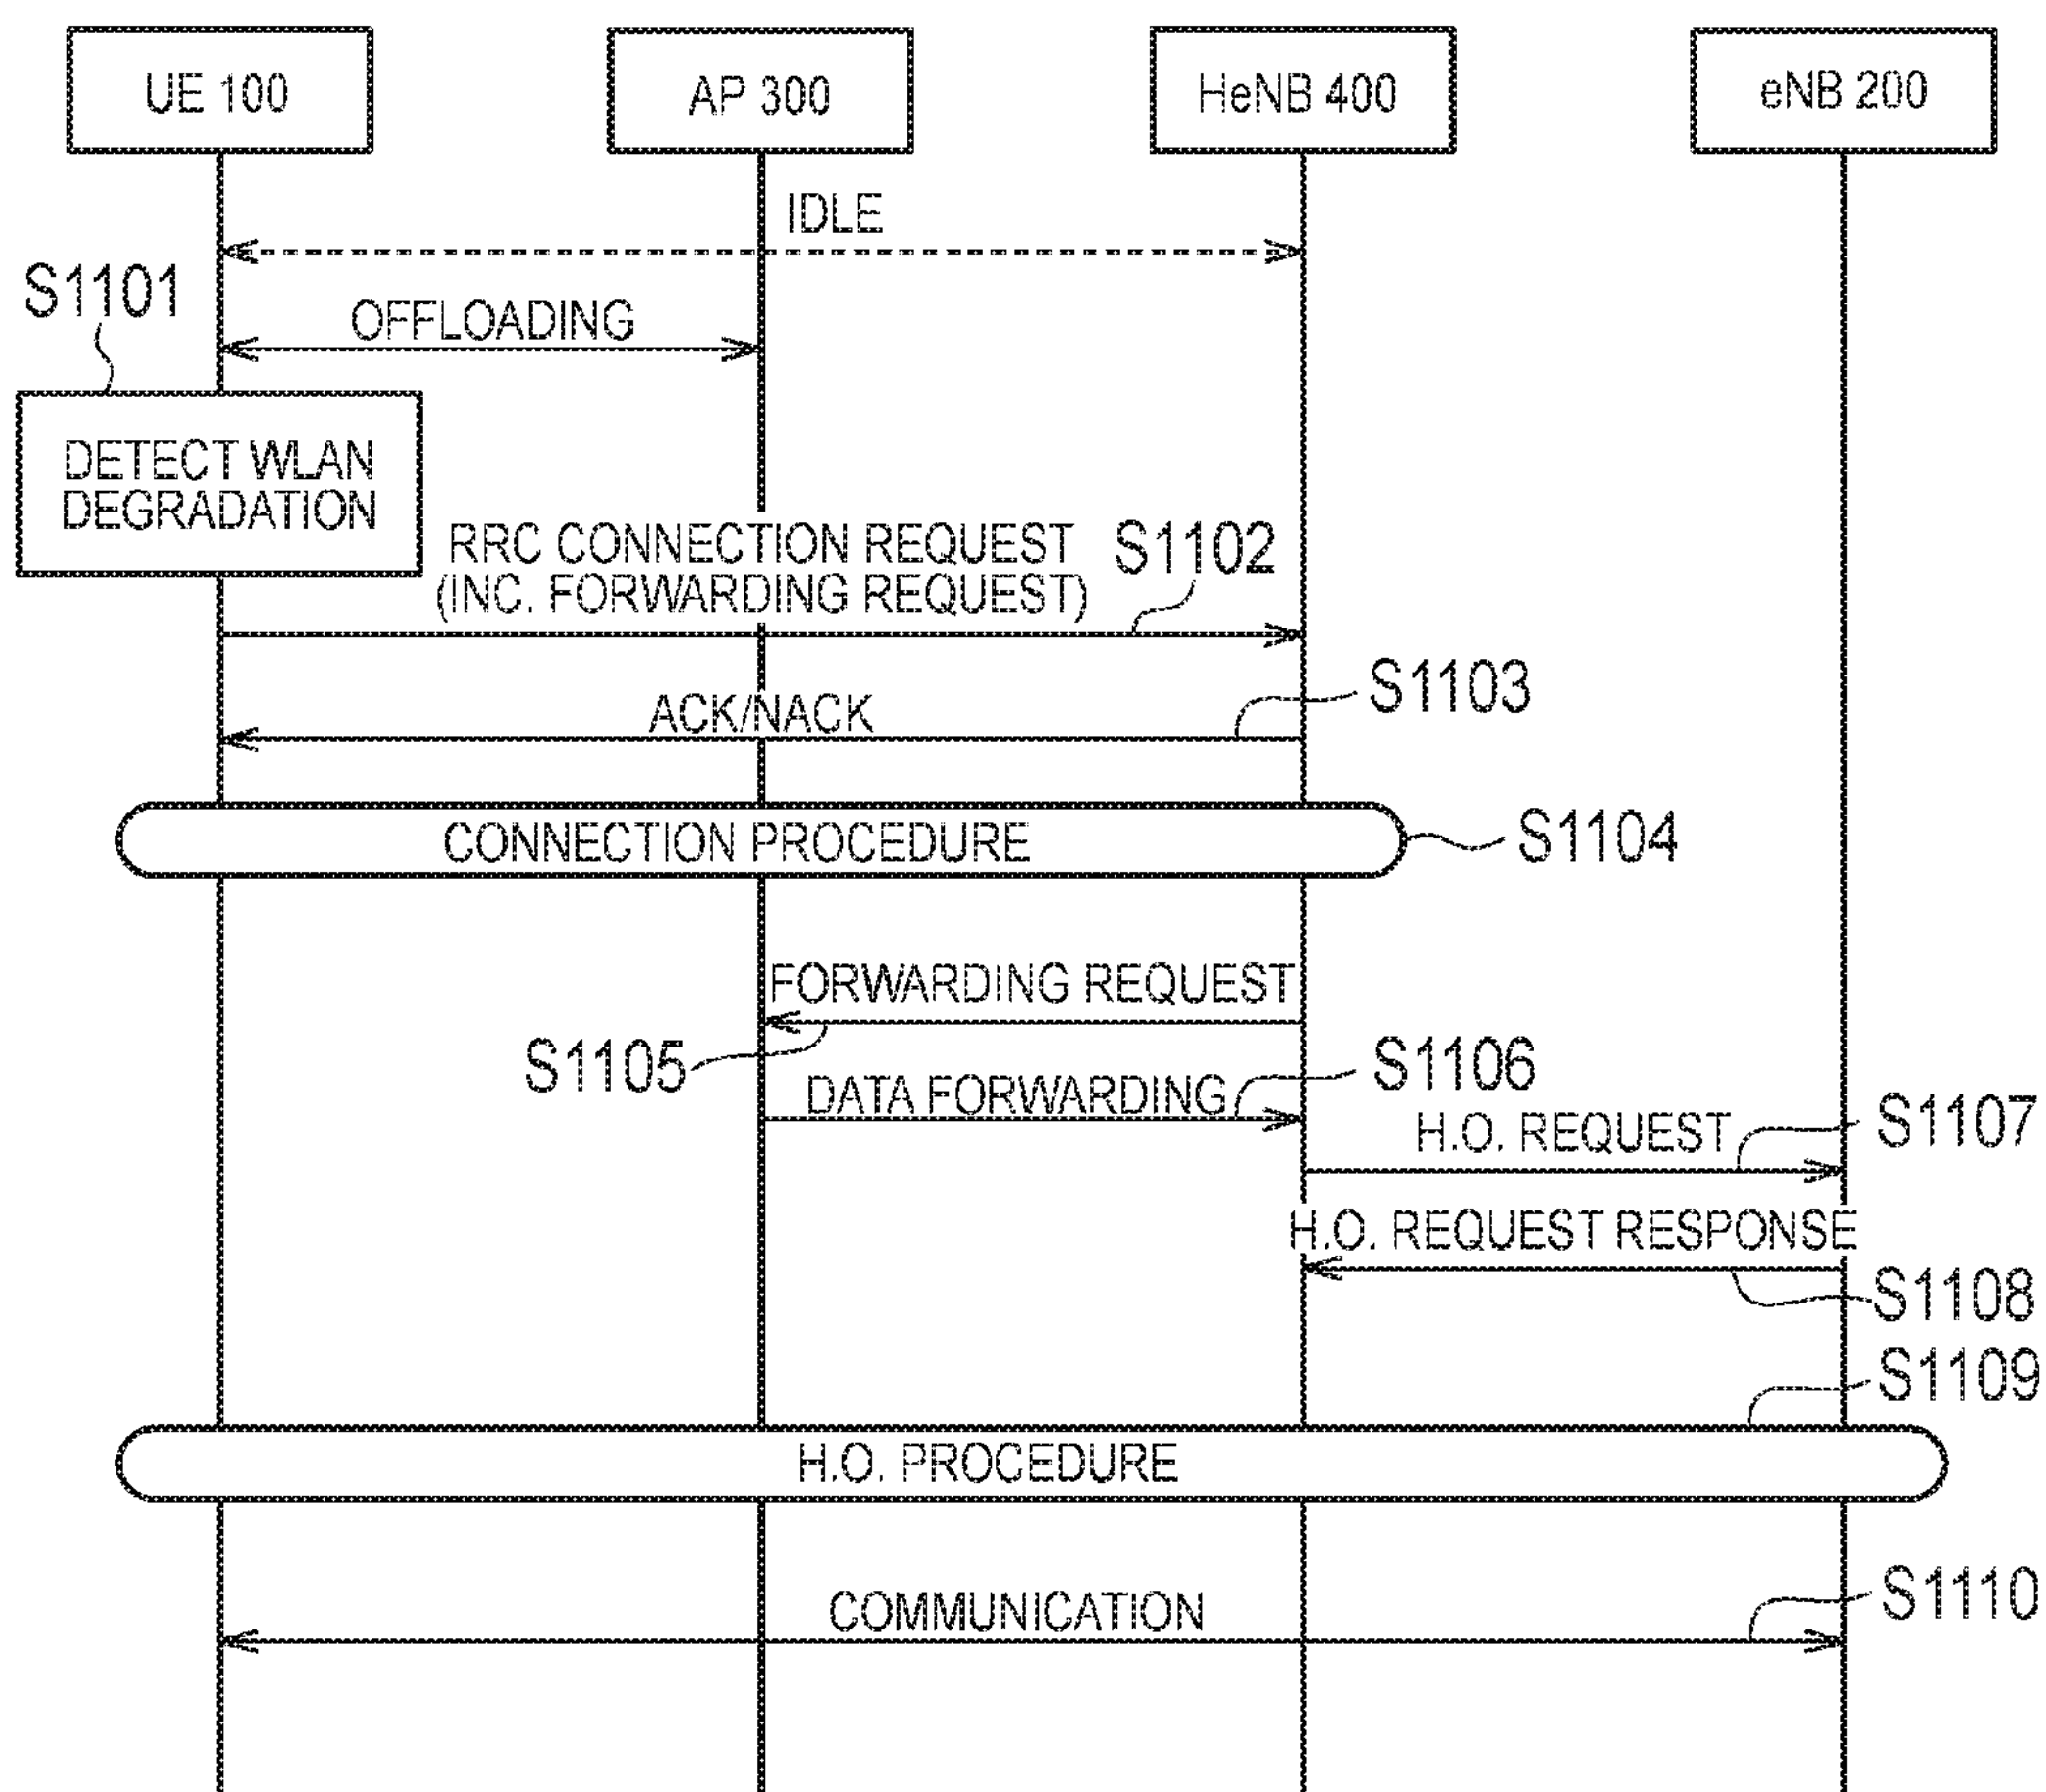 UE 100
AP 300
HeNB 400
eNB 200
IDLE
S1101
OFFLOADING
DETECT WLAN
DEGRADATION
RRC CONNECTION REQUEST
(INC. FORWARDING REQUEST)
S1102
S1103
ACK/NACK
CONNECTION PROCEDURE
S1104
FORWARDING REQUEST
S1105
S1106
DATA FORWARDING
S1107
H.O. REQUEST
H.O. REQUEST RESPONSE
S1108
S1109
H.O. PROCEDURE
S1110
COMMUNICATION